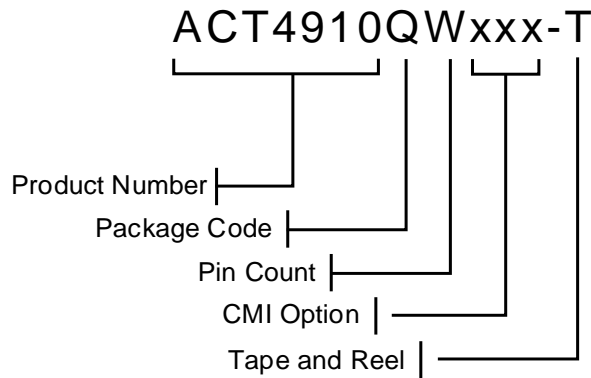 ACT4910QWxxx-T
Product Number
Package Code
Pin Count
CMI Option
Tape and Reel